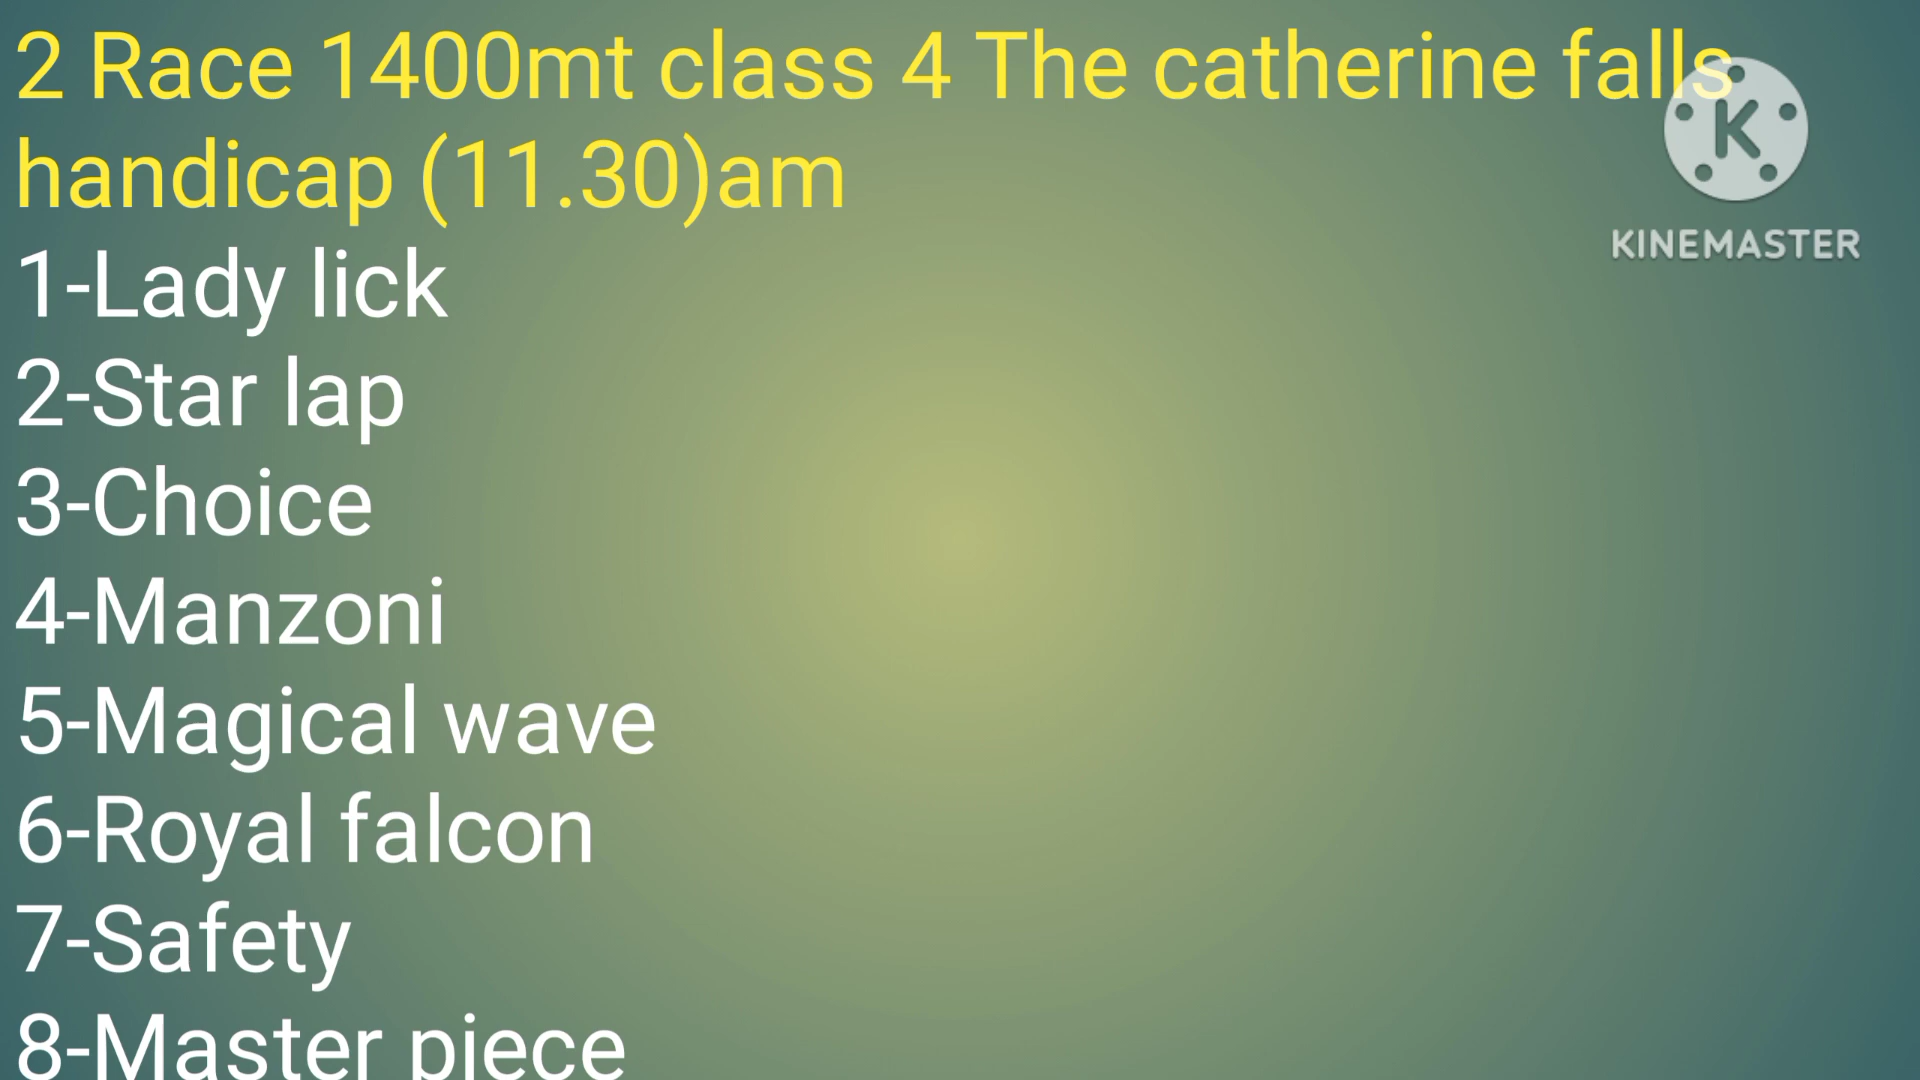 2 Race 1400mt class 4 The catherine falls
handicap (11.30)am
K
KINEMASTER
1-Lady lick
2-Star lap
3-Choice
4-Manzoni
5-Magical wave
6-Royal falcon
7-Safety
8-Master piece